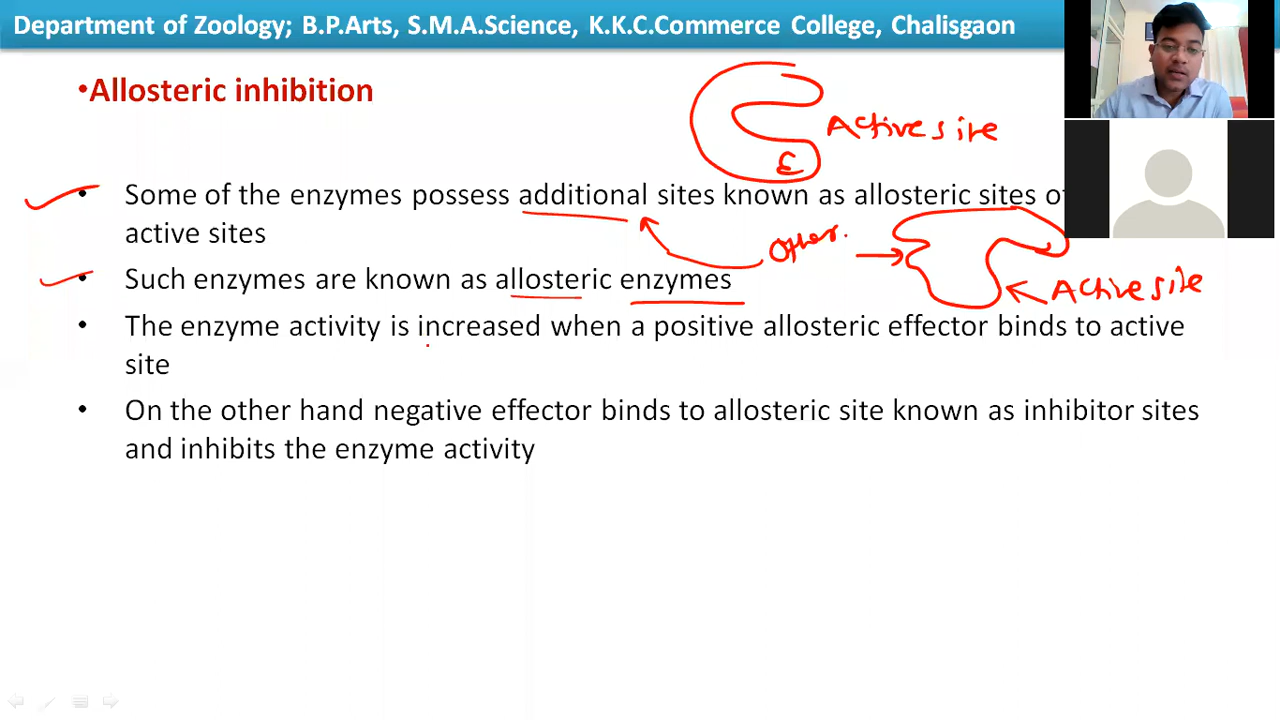 Department of Zoology; B.P.Arts, S.M.A.Science, K.K.C.Commerce College, Chalisgaon
•Allosteric inhibition
Active site
E
• Some of the enzymes possess additional sites known as allosteric sites
active sites
Other.
• Such enzymes are known as allosteric enzymes
Active site
• The enzyme activity is increased when a positive allosteric effector binds to active
site
• On the other hand negative effector binds to allosteric site known as inhibitor sites
and inhibits the enzyme activity